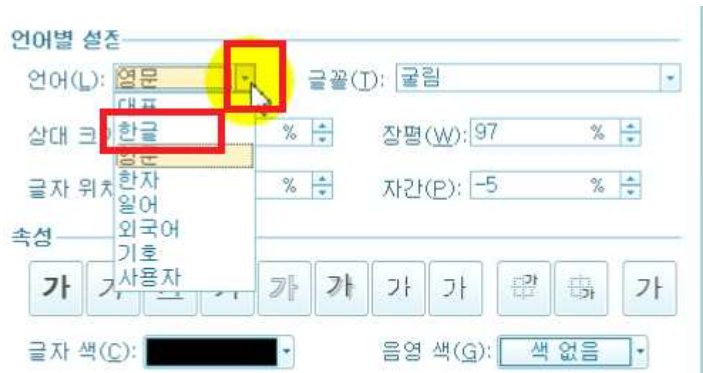 언어별 설정
언어(L): 영문 글꼴(T): 굴림
대표
상대 크 한글 % 장평(W): 97 %
영문
글자 위치 한자 % 자간(P): -5 %
일어
외국어
속성
기호
사용자
가 가 가 가 가 가 가 가 가 가
글자 색(C): 음영 색(G): 색 없음